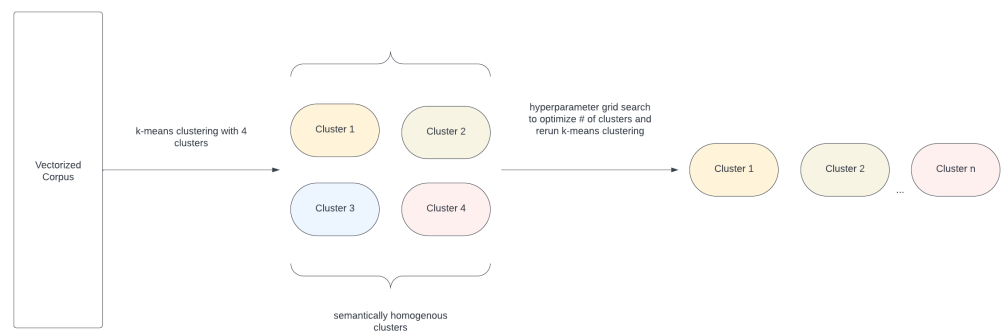 Vectorized
Corpus
k-means clustering with 4
clusters
Cluster 1
Cluster 2
Cluster 3
Cluster 4
semantically homogenous
clusters
hyperparameter grid search
to optimize # of clusters and
rerun k-means clustering
Cluster 1
Cluster 2
...
Cluster n